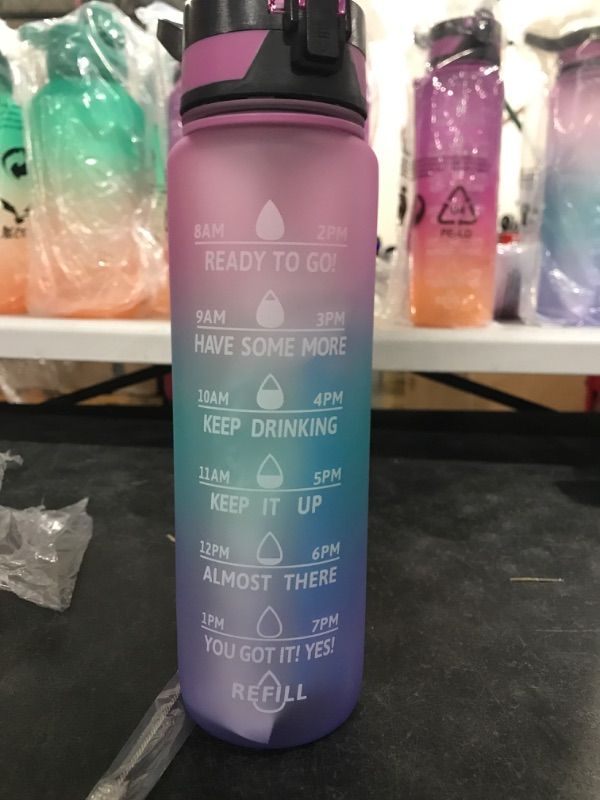 8AM 2PM
READY TO GO!
9AM 3PM
HAVE SOME MORE
10AM 4PM
KEEP DRINKING
11AM 5PM
KEEP IT UP
12PM 6PM
ALMOST THERE
1PM 7PM
YOU GOT IT! YES!
REFILL